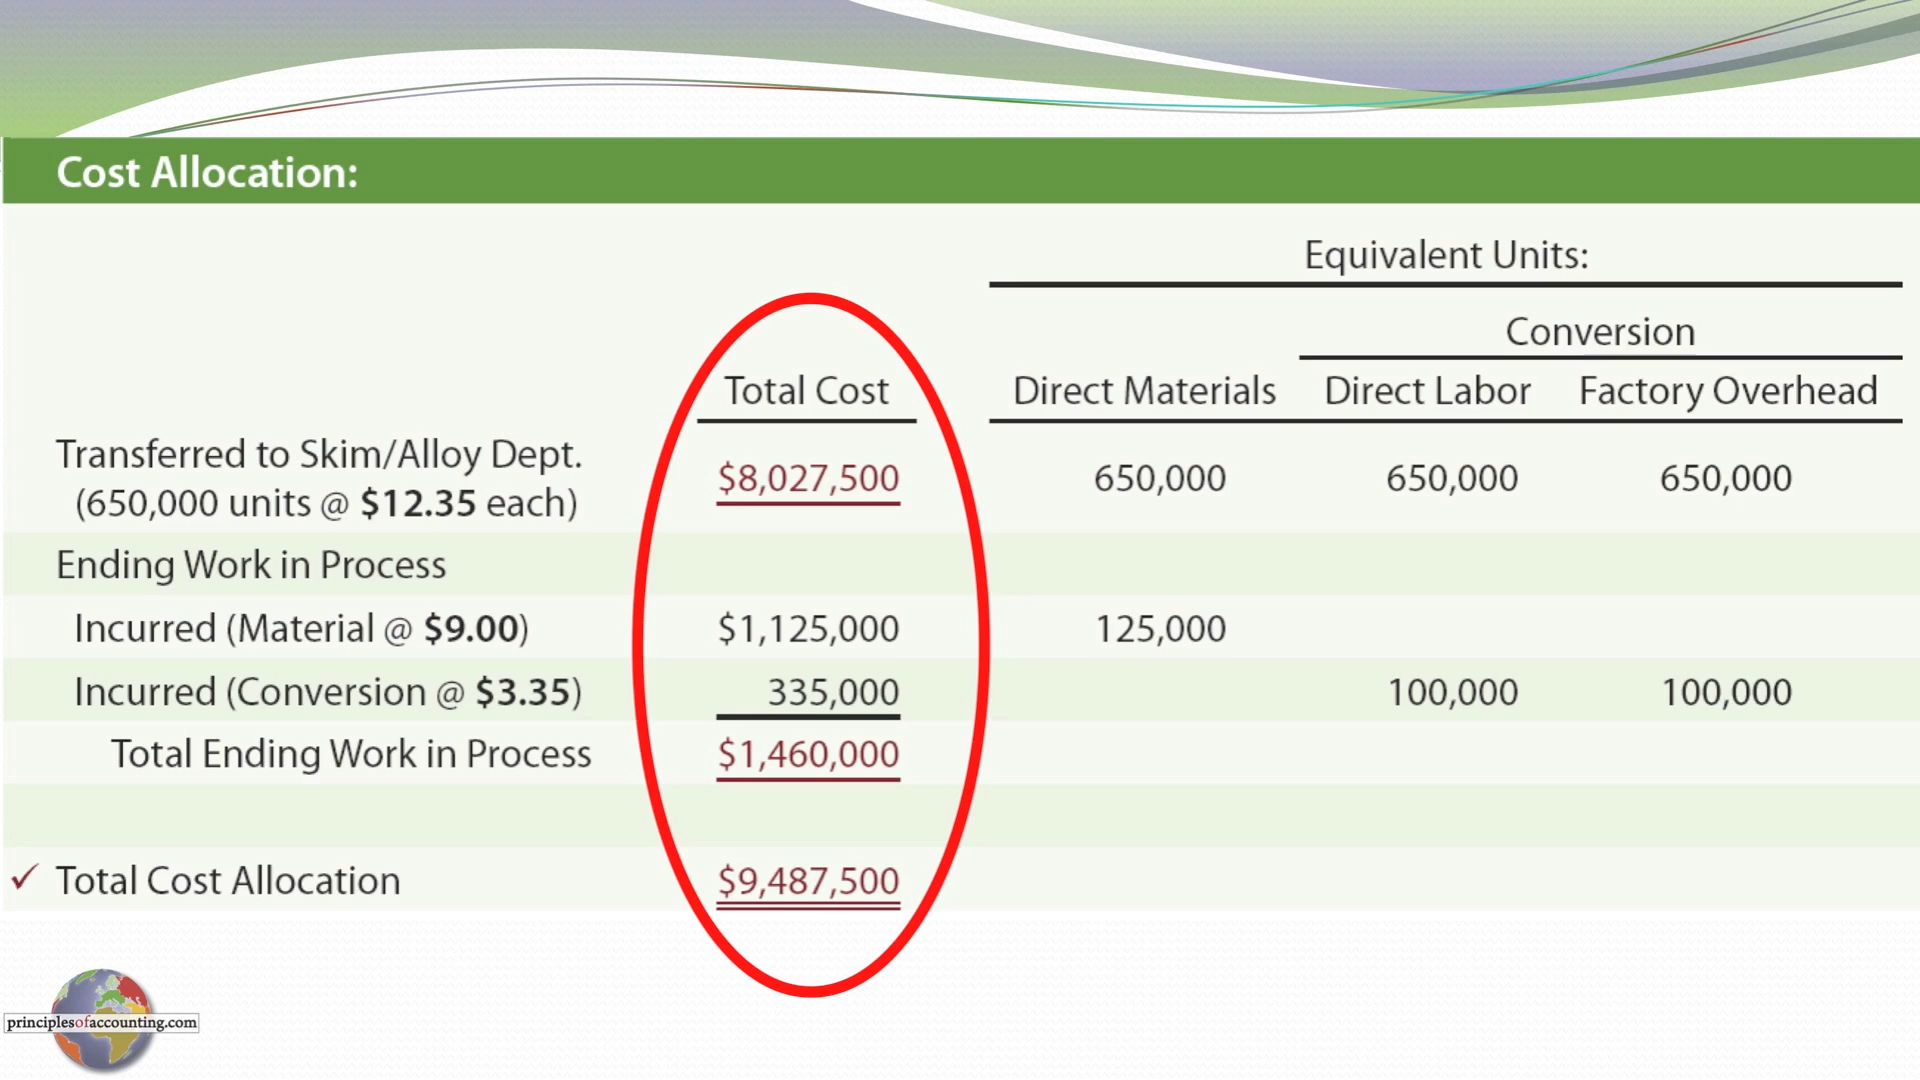 Cost Allocation:
Equivalent Units:
Conversion
Total Cost Direct Materials Direct Labor Factory Overhead
Transferred to Skim/Alloy Dept.
(650,000 units @ $12.35 each) $8,027,500 650,000 650,000 650,000
Ending Work in Process
Incurred (Material @ $9.00) $1,125,000 125,000
Incurred (Conversion @ $3.35) 335,000 100,000 100,000
Total Ending Work in Process $1,460,000
✓ Total Cost Allocation $9,487,500
principlesofaccounting.com